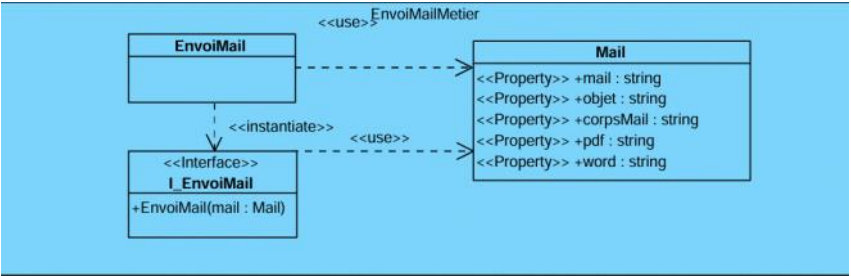 EnvoiMailMetier
<<use>>
EnvoiMail
Mail
<<Property>> +mail : string
<<Property>> +objet : string
<<Property>> +corpsMail : string
<<Property>> +pdf : string
<<Property>> +word : string
<<instantiate>>
<<use>>
<<Interface>>
I_EnvoiMail
+EnvoiMail(mail : Mail)